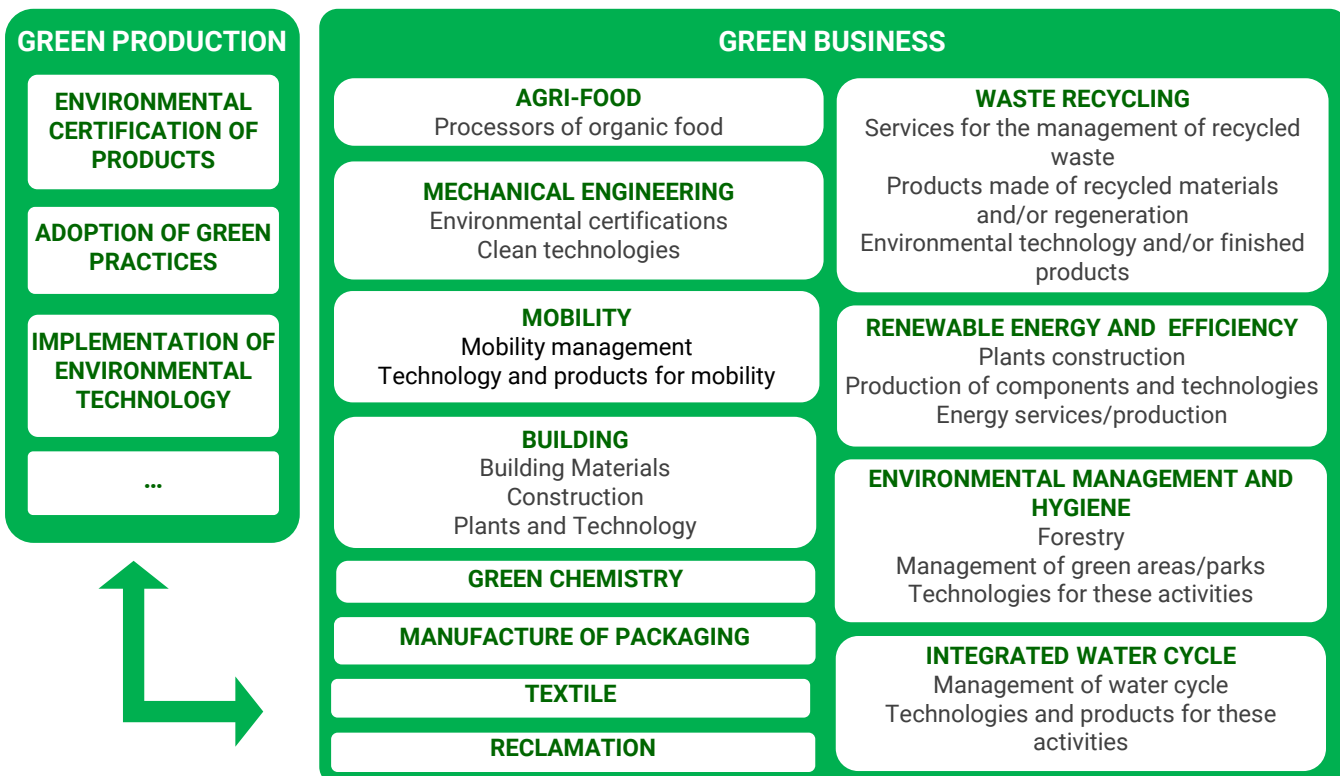 GREEN PRODUCTION
ENVIRONMENTAL
CERTIFICATION OF
PRODUCTS
ADOPTION OF GREEN
PRACTICES
IMPLEMENTATION OF
ENVIRONMENTAL
TECHNOLOGY
...
GREEN BUSINESS
AGRI-FOOD
Processors of organic food
MECHANICAL ENGINEERING
Environmental certifications
Clean technologies
MOBILITY
Mobility management
Technology and products for mobility
BUILDING
Building Materials
Construction
Plants and Technology
GREEN CHEMISTRY
MANUFACTURE OF PACKAGING
TEXTILE
RECLAMATION
WASTE RECYCLING
Services for the management of recycled
waste
Products made of recycled materials
and/or regeneration
Environmental technology and/or finished
products
RENEWABLE ENERGY AND  EFFICIENCY
Plants construction
Production of components and technologies
Energy services/production
ENVIRONMENTAL MANAGEMENT AND
HYGIENE
Forestry
Management of green areas/parks
Technologies for these activities
INTEGRATED WATER CYCLE
Management of water cycle
Technologies and products for these
activities